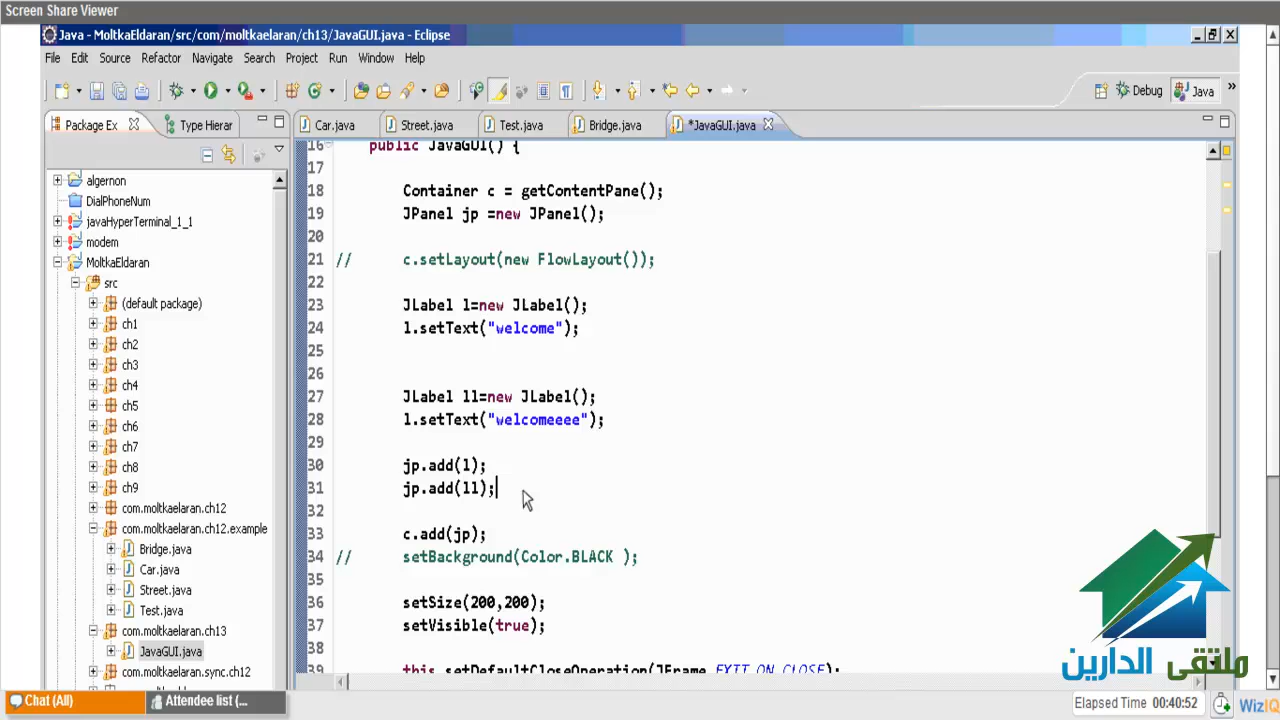 Screen Share Viewer
Java - MoltkaEldaran/src/com/moltkaelaran/ch13/JavaGUI.java - Eclipse
File Edit Source Refactor Navigate Search Project Run Window Help
Debug Java »
Package Ex Type Hierar
Car.java Street.java Test.java Bridge.java *JavaGUI.java
algernon
DialPhoneNum
javaHyperTerminal_1_1
modem
MoltkaEldaran
src
(default package)
ch1
ch2
ch3
ch4
ch5
ch6
ch7
ch8
ch9
com.moltkaelaran.ch12
com.moltkaelaran.ch12.example
Bridge.java
Car.java
Street.java
Test.java
com.moltkaelaran.ch13
JavaGUI.java
com.moltkaelaran.sync.ch12
16 public JavaGUI() {
17
18 Container c = getContentPane();
19 JPanel jp =new JPanel();
20
21 // c.setLayout(new FlowLayout());
22
23 JLabel l=new JLabel();
24 l.setText("welcome");
25
26
27 JLabel ll=new JLabel();
28 l.setText("welcomeeee");
29
30 jp.add(l);
31 jp.add(ll);
32
33 c.add(jp);
34 // setBackground(Color.BLACK );
35
36 setSize(200,200);
37 setVisible(true);
38
39 this.setDefaultCloseOperation(JFrame.EXIT_ON_CLOSE);
ملتقى الدارين
Chat (All) Attendee list (...
Elapsed Time 00:40:52 WizIQ